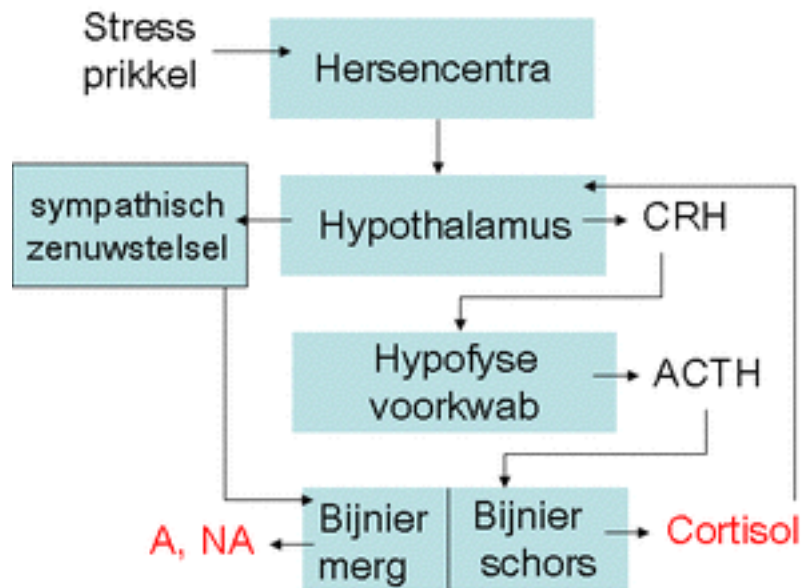 Stress
prikkel
Hersencentra
sympathisch
zenuwstelsel
Hypothalamus
CRH
Hypofyse
voorkwab
ACTH
Bijnier
merg
Bijnier
schors
A, NA
Cortisol